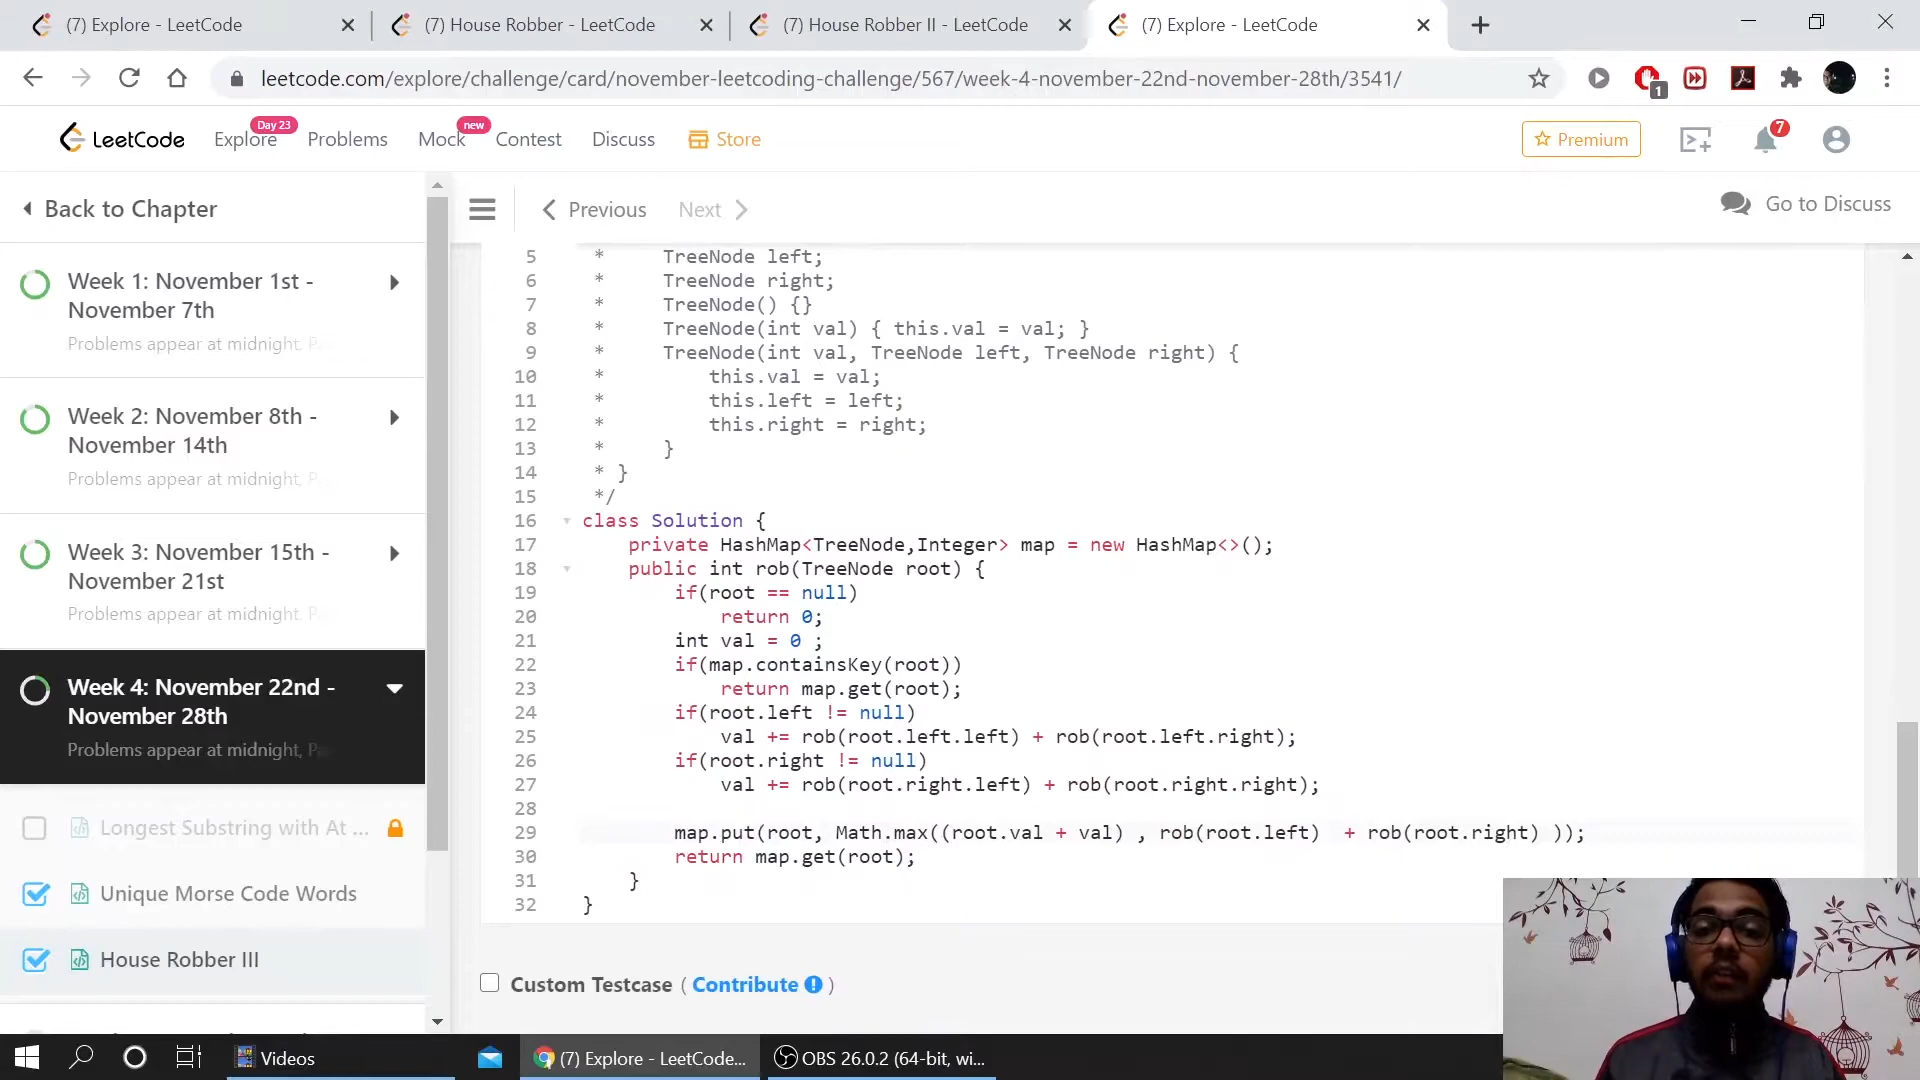 (7) Explore - LeetCode
(7) House Robber - LeetCode
(7) House Robber II - LeetCode
(7) Explore - LeetCode
leetcode.com/explore/challenge/card/november-leetcoding-challenge/567/week-4-november-22nd-november-28th/3541/
1
LeetCode
Explore
Day 23
Problems
Mock
new
Contest
Discuss
Store
Premium
7
Back to Chapter
Previous
Next
Go to Discuss
Week 1: November 1st -
November 7th
Problems appear at midnight,
Week 2: November 8th -
November 14th
Problems appear at midnight,
Week 3: November 15th -
November 21st
Problems appear at midnight,
Week 4: November 22nd -
November 28th
Problems appear at midnight,
Longest Substring with At ...
Unique Morse Code Words
House Robber III
5 * TreeNode left;
6 * TreeNode right;
7 * TreeNode() {}
8 * TreeNode(int val) { this.val = val; }
9 * TreeNode(int val, TreeNode left, TreeNode right) {
10 * this.val = val;
11 * this.left = left;
12 * this.right = right;
13 * }
14 * }
15 */
16 class Solution {
17 private HashMap<TreeNode,Integer> map = new HashMap<>();
18 public int rob(TreeNode root) {
19 if(root == null)
20 return 0;
21 int val = 0 ;
22 if(map.containsKey(root))
23 return map.get(root);
24 if(root.left != null)
25 val += rob(root.left.left) + rob(root.left.right);
26 if(root.right != null)
27 val += rob(root.right.left) + rob(root.right.right);
28
29 map.put(root, Math.max((root.val + val) , rob(root.left) + rob(root.right) ));
30 return map.get(root);
31 }
32 }
Custom Testcase ( Contribute )
Videos
(7) Explore - LeetCode...
OBS 26.0.2 (64-bit, wi...